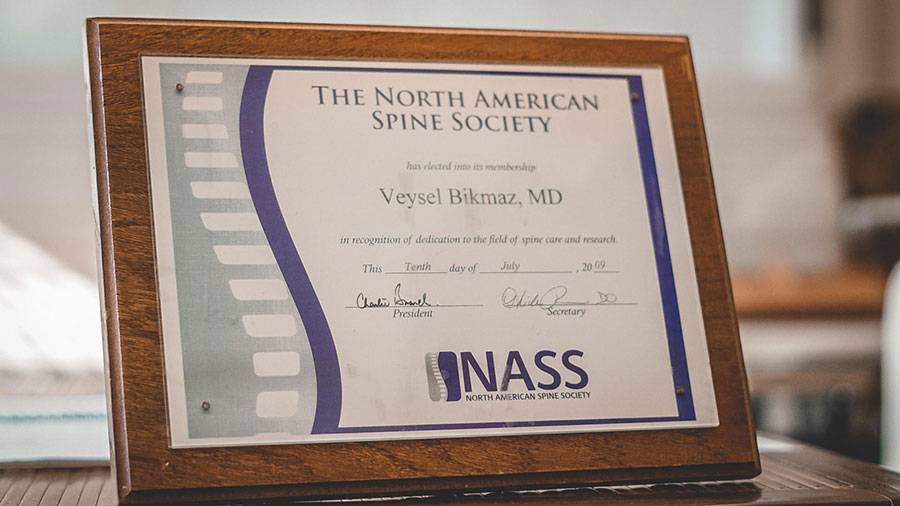 THE NORTH AMERICAN
SPINE SOCIETY
has elected into its membership
Veysel Bikmaz, MD
in recognition of dedication to the field of spine care and research.
This Tenth day of July, 2009
President Secretary
NASS
NORTH AMERICAN SPINE SOCIETY